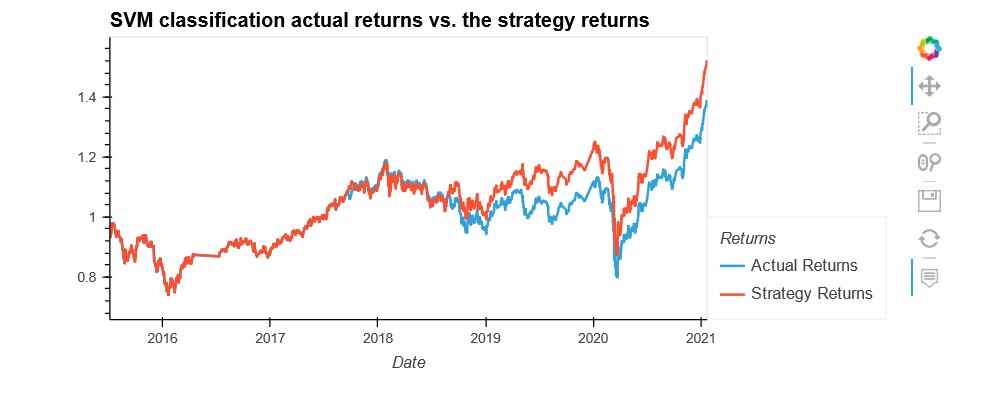 SVM classification actual returns vs. the strategy returns
1.4
1.2
1
0.8
2016
2017
2018
2019
2020
2021
Date
Returns
Actual Returns
Strategy Returns